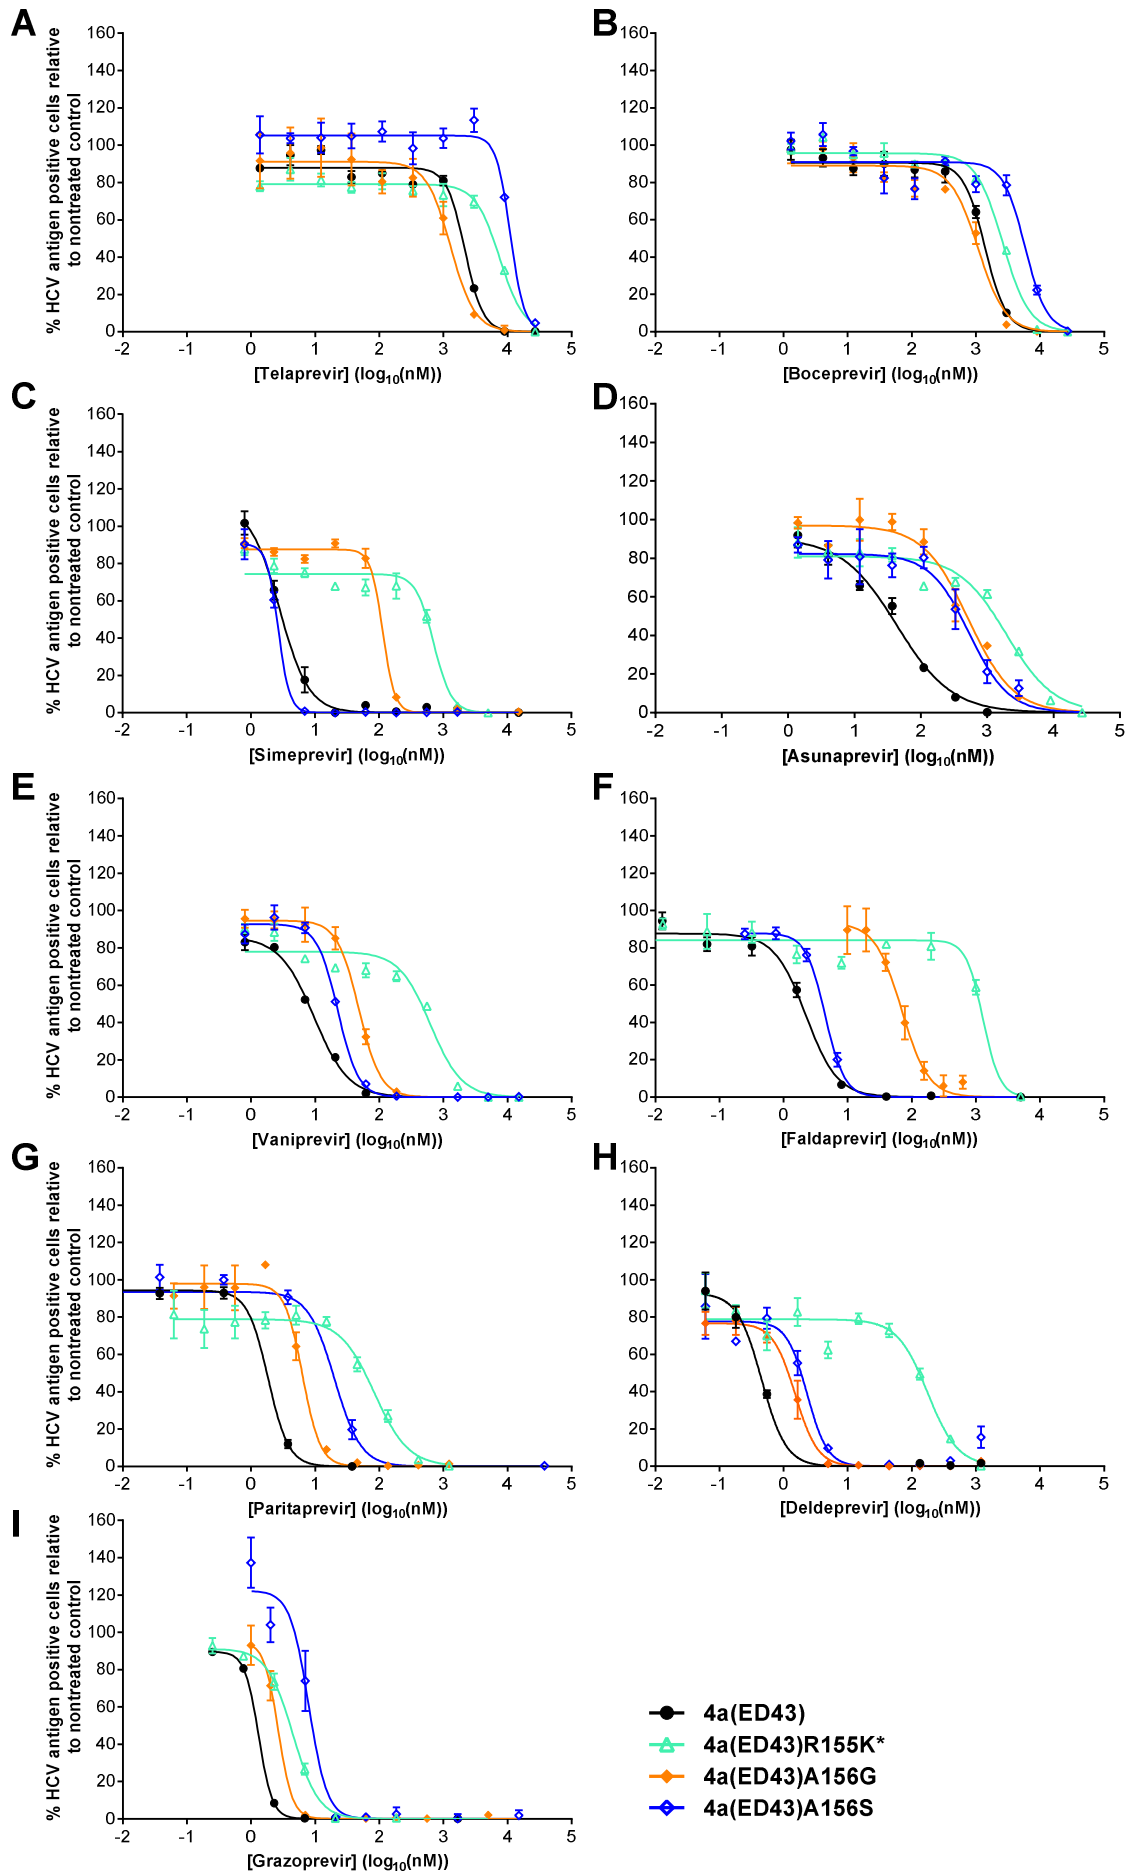 A
% HCV antigen positive cells relative
to nontreated control
160
140
120
100
80
60
40
20
0
-2 -1 0 1 2 3 4 5
[Telaprevir] (log10(nM))
B
160
140
120
100
80
60
40
20
0
-2 -1 0 1 2 3 4 5
[Boceprevir] (log10(nM))
C
% HCV antigen positive cells relative
to nontreated control
160
140
120
100
80
60
40
20
0
-2 -1 0 1 2 3 4 5
[Simeprevir] (log10(nM))
D
160
140
120
100
80
60
40
20
0
-2 -1 0 1 2 3 4 5
[Asunaprevir] (log10(nM))
E
% HCV antigen positive cells relative
to nontreated control
160
140
120
100
80
60
40
20
0
-2 -1 0 1 2 3 4 5
[Vaniprevir] (log10(nM))
F
160
140
120
100
80
60
40
20
0
-2 -1 0 1 2 3 4 5
[Faldaprevir] (log10(nM))
G
% HCV antigen positive cells relative
to nontreated control
160
140
120
100
80
60
40
20
0
-2 -1 0 1 2 3 4 5
[Paritaprevir] (log10(nM))
H
160
140
120
100
80
60
40
20
0
-2 -1 0 1 2 3 4 5
[Deldeprevir] (log10(nM))
I
% HCV antigen positive cells relative
to nontreated control
160
140
120
100
80
60
40
20
0
-2 -1 0 1 2 3 4 5
[Grazoprevir] (log10(nM))
4a(ED43)
4a(ED43)R155K*
4a(ED43)A156G
4a(ED43)A156S